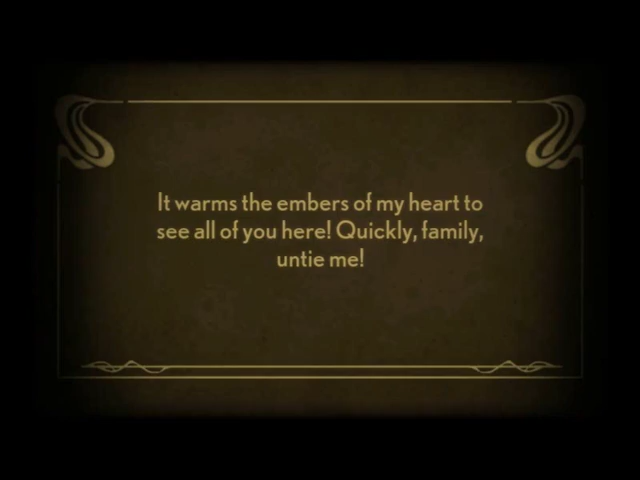 It warms the embers of my heart to
see all of you here! Quickly, family,
untie me!